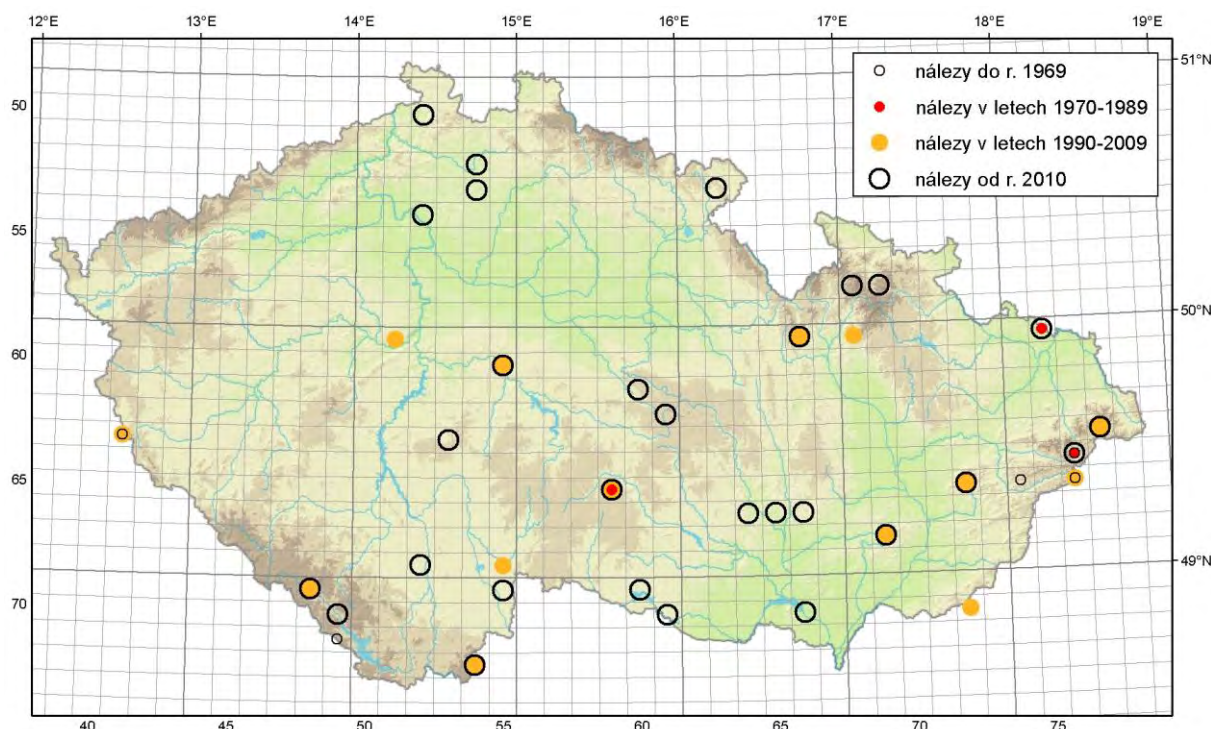 12°E 13°E 14°E 15°E 16°E 17°E 18°E 19°E
51°N
nálezy do r. 1969
nálezy v letech 1970-1989
nálezy v letech 1990-2009
nálezy od r. 2010
50
55
50°N
60
65
49°N
70
40 45 50 55 60 65 70 75